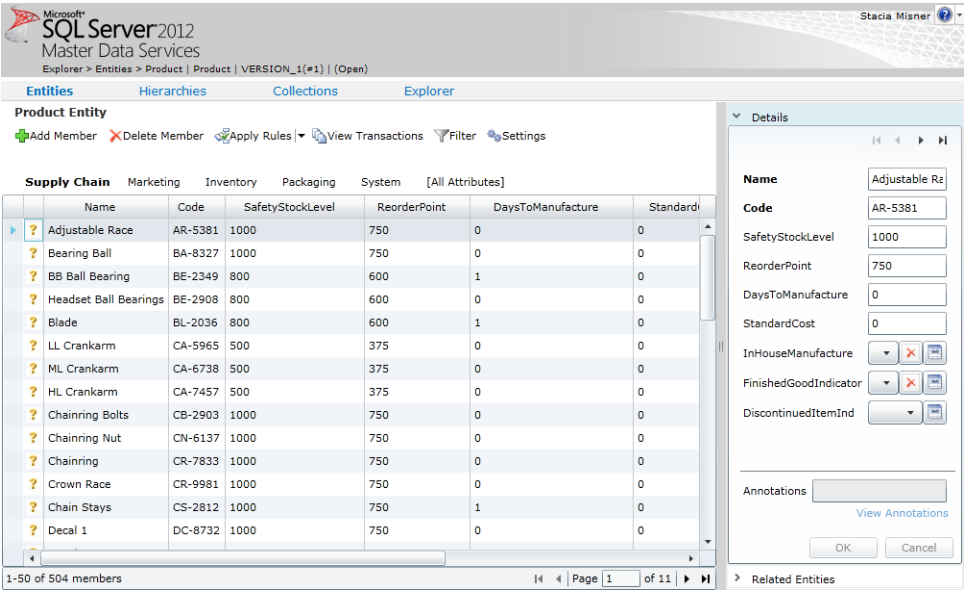 Microsoft®
SQL Server 2012
Master Data Services
Stacia Misner
Explorer > Entities > Product | Product | VERSION_1(#1) | (Open)
Entities Hierarchies Collections Explorer
Product Entity
Add Member Delete Member Apply Rules View Transactions Filter Settings
Supply Chain Marketing Inventory Packaging System [All Attributes]
Name Code SafetyStockLevel ReorderPoint DaysToManufacture Standard
? Adjustable Race AR-5381 1000 750 0 0
? Bearing Ball BA-8327 1000 750 0 0
? BB Ball Bearing BE-2349 800 600 1 0
? Headset Ball Bearings BE-2908 800 600 0 0
? Blade BL-2036 800 600 1 0
? LL Crankarm CA-5965 500 375 0 0
? ML Crankarm CA-6738 500 375 0 0
? HL Crankarm CA-7457 500 375 0 0
? Chainring Bolts CB-2903 1000 750 0 0
? Chainring Nut CN-6137 1000 750 0 0
? Chainring CR-7833 1000 750 0 0
? Crown Race CR-9981 1000 750 0 0
? Chain Stays CS-2812 1000 750 1 0
? Decal 1 DC-8732 1000 750 0 0
1-50 of 504 members Page 1 of 11
Details
Name Adjustable Ra
Code AR-5381
SafetyStockLevel 1000
ReorderPoint 750
DaysToManufacture 0
StandardCost 0
InHouseManufacture
FinishedGoodIndicator
DiscontinuedItemInd
Annotations
View Annotations
OK Cancel
Related Entities